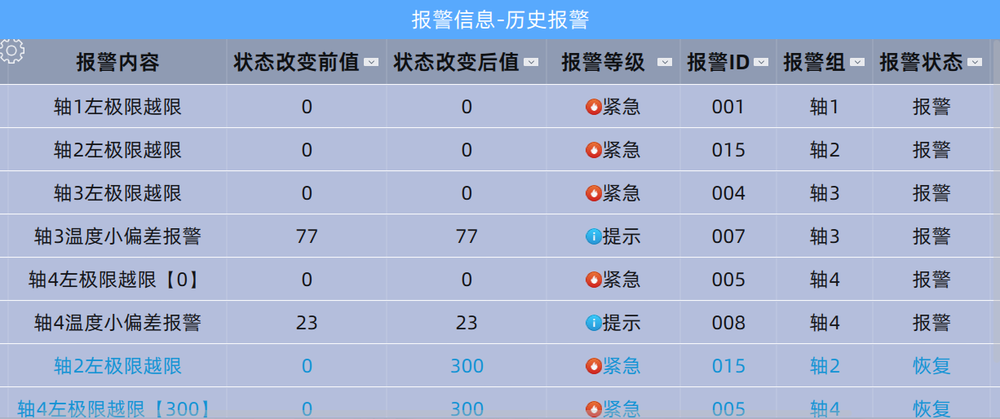 报警信息-历史报警
报警内容 状态改变前值 状态改变后值 报警等级 报警ID 报警组 报警状态
轴1左极限越限 0 0 紧急 001 轴1 报警
轴2左极限越限 0 0 紧急 015 轴2 报警
轴3左极限越限 0 0 紧急 004 轴3 报警
轴3温度小偏差报警 77 77 提示 007 轴3 报警
轴4左极限越限【0】 0 0 紧急 005 轴4 报警
轴4温度小偏差报警 23 23 提示 008 轴4 报警
轴2左极限越限 0 300 紧急 015 轴2 恢复
轴4左极限越限【300】 0 300 紧急 005 轴4 恢复